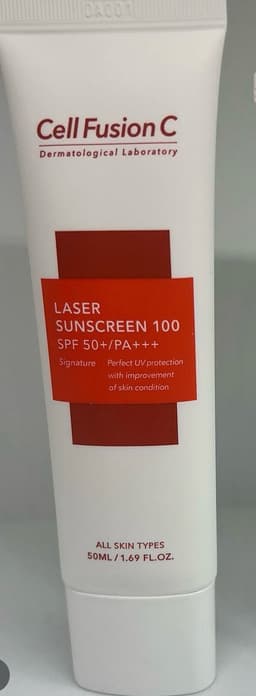 Cell Fusion C
Dermatological Laboratory
LASER
SUNSCREEN 100
SPF 50+/PA+++
Signature Perfect UV protection
with improvement
of skin condition
ALL SKIN TYPES
50ML / 1.69 FL.OZ.